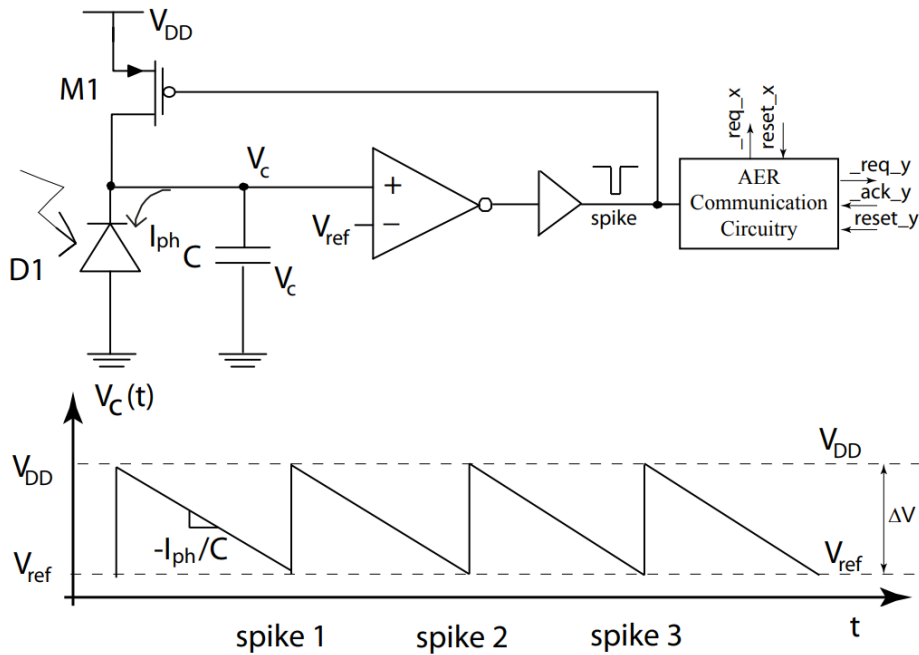 VDD
M1
_req_x
reset_x
Vc
+
Vref
−
spike
AER
Communication
Circuitry
_req_y
_ack_y
reset_y
Iph
C
D1
Vc
VC(t)
VDD
VDD
-Iph/C
ΔV
Vref
Vref
spike 1
spike 2
spike 3
t